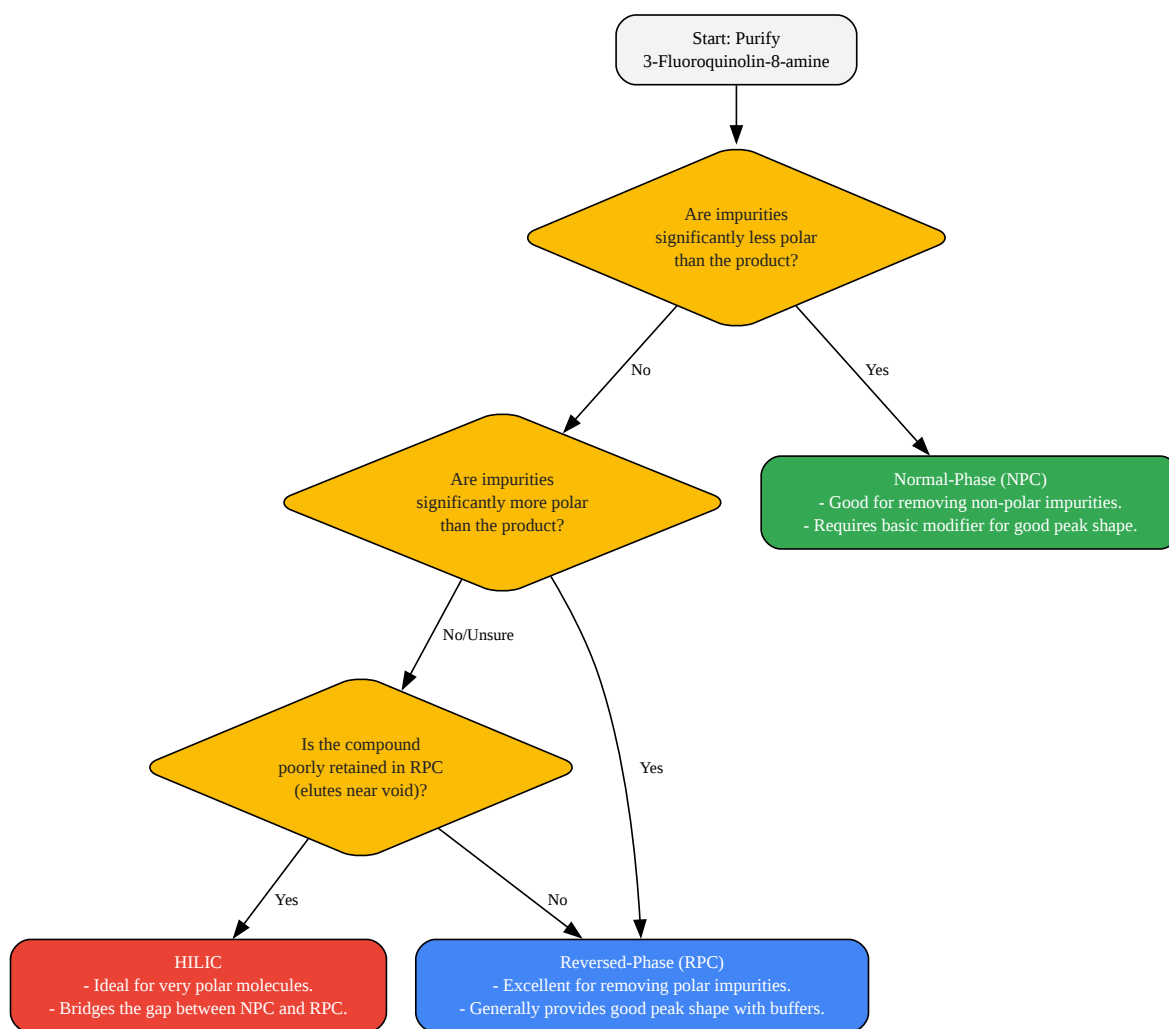 Start: Purify
3-Fluoroquinolin-8-amine
Are impurities
significantly less polar
than the product?
No
Yes
Are impurities
significantly more polar
than the product?
Normal-Phase (NPC)
- Good for removing non-polar impurities.
- Requires basic modifier for good peak shape.
No/Unsure
Yes
Is the compound
poorly retained in RPC
(elutes near void)?
Yes
No
HILIC
- Ideal for very polar molecules.
- Bridges the gap between NPC and RPC.
Reversed-Phase (RPC)
- Excellent for removing polar impurities.
- Generally provides good peak shape with buffers.